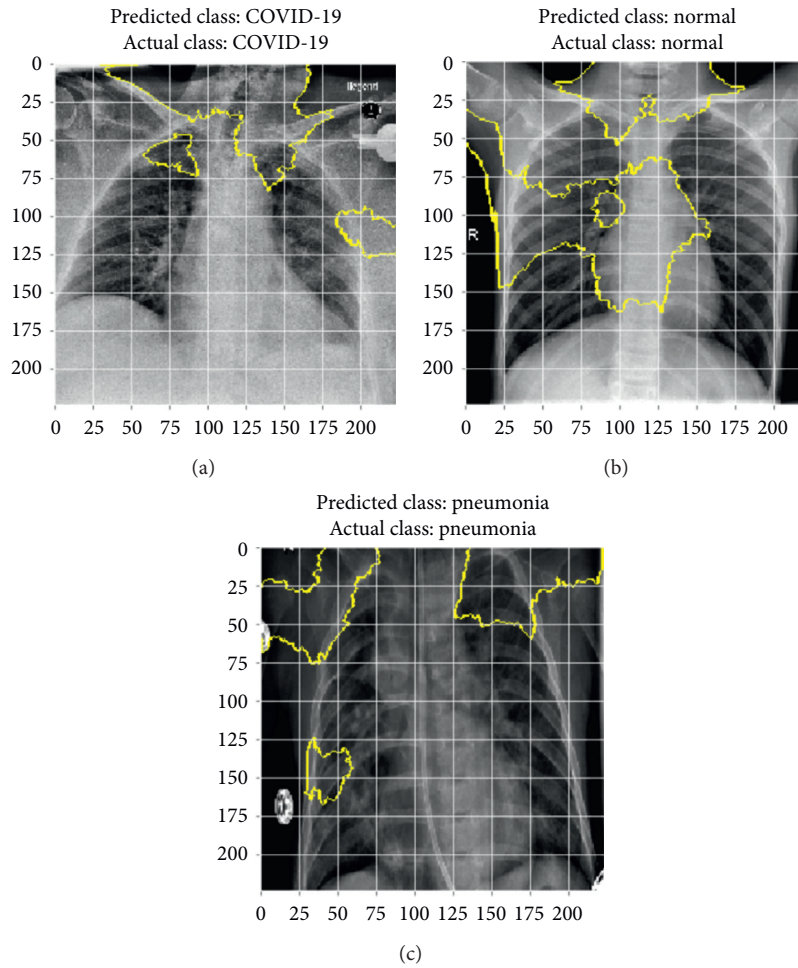 Predicted class: COVID-19
Actual class: COVID-19
0
25
50
75
100
125
150
175
200
0 25 50 75 100 125 150 175 200
(a)
Predicted class: normal
Actual class: normal
0
25
50
75
100
125
150
175
200
R
0 25 50 75 100 125 150 175 200
(b)
Predicted class: pneumonia
Actual class: pneumonia
0
25
50
75
100
125
150
175
200
0 25 50 75 100 125 150 175 200
(c)